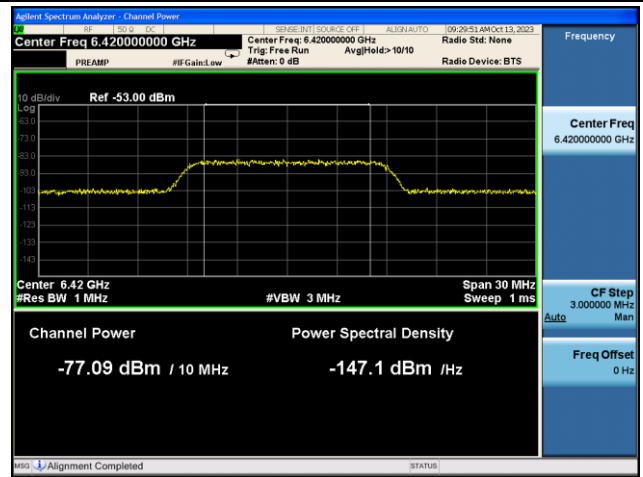 Agilent Spectrum Analyzer - Channel Power
RF 50 Ω DC SENSE:INT SOURCE OFF ALIGNAUTO 09:29:51 AM Oct 13, 2023
Center Freq 6.420000000 GHz
Center Freq: 6.420000000 GHz
Radio Std: None
Trig: Free Run Avg|Hold:> 10/10
PREAMP #IFGain:Low #Atten: 0 dB Radio Device: BTS
10 dB/div Ref -53.00 dBm
Log
-63.0
-73.0
-83.0
-93.0
-103
-113
-123
-133
-143
Center 6.42 GHz Span 30 MHz
#Res BW 1 MHz #VBW 3 MHz Sweep 1 ms
Channel Power Power Spectral Density
-77.09 dBm / 10 MHz -147.1 dBm /Hz
MSG Alignment Completed STATUS
Frequency
Center Freq
6.420000000 GHz
CF Step
3.000000 MHz
Auto Man
Freq Offset
0 Hz